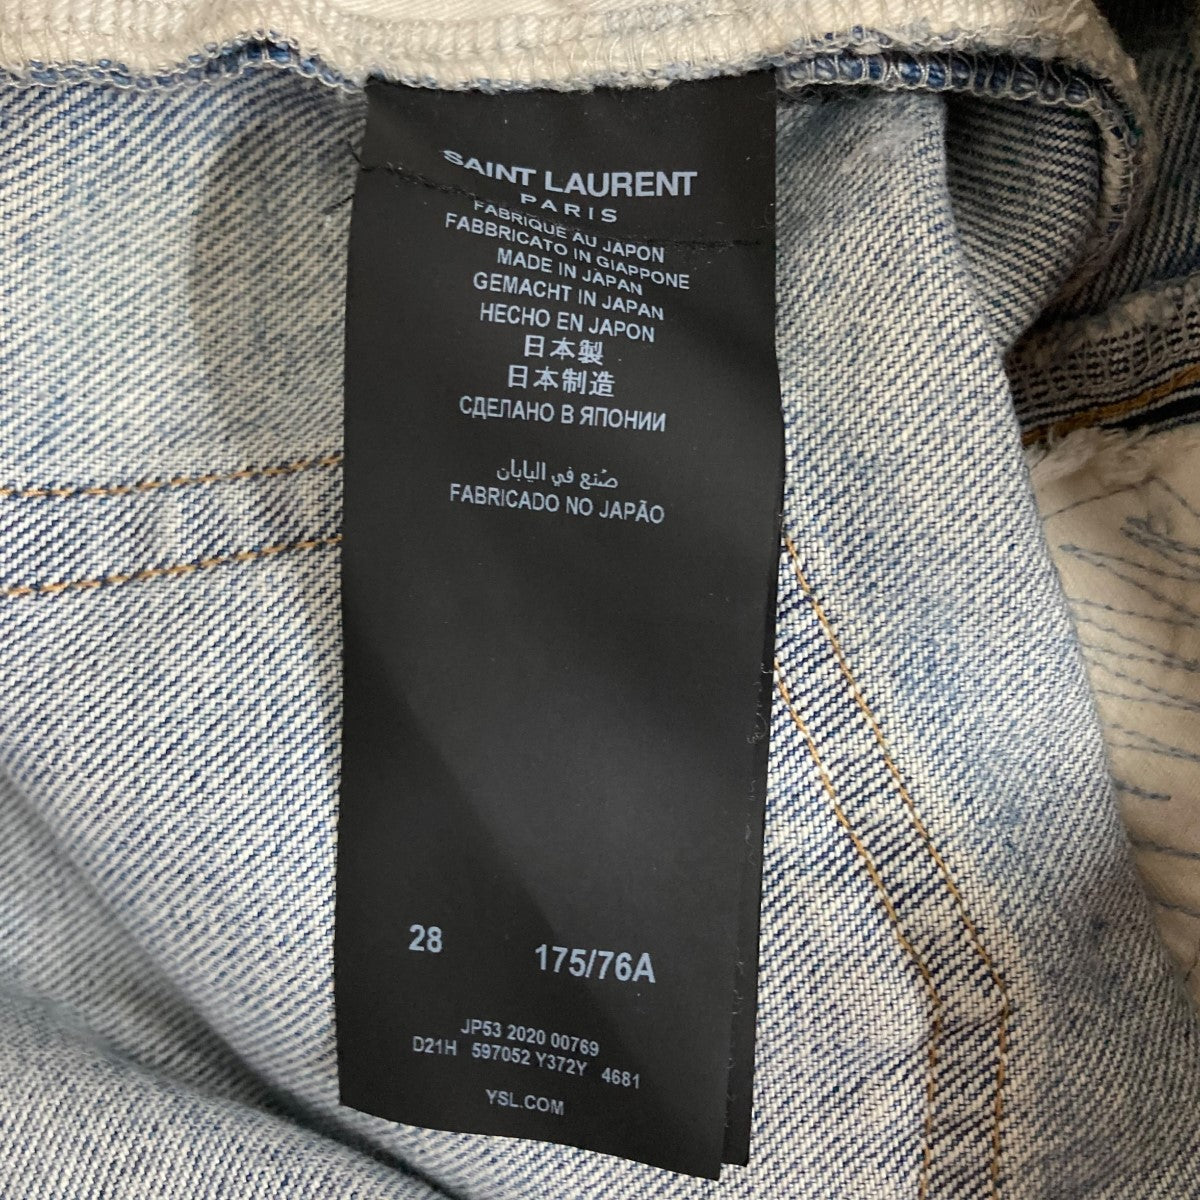 SAINT LAURENT
PARIS
FABRIQUÉ AU JAPON
FABBRICATO IN GIAPPONE
MADE IN JAPAN
GEMACHT IN JAPAN
HECHO EN JAPON
日本製
日本制造
СДЕЛАНО В ЯПОНИИ
صُنع في اليابان
FABRICADO NO JAPÃO
28 175/76A
JP53 2020 00769
D21H 597052 Y372Y 4681
YSL.COM